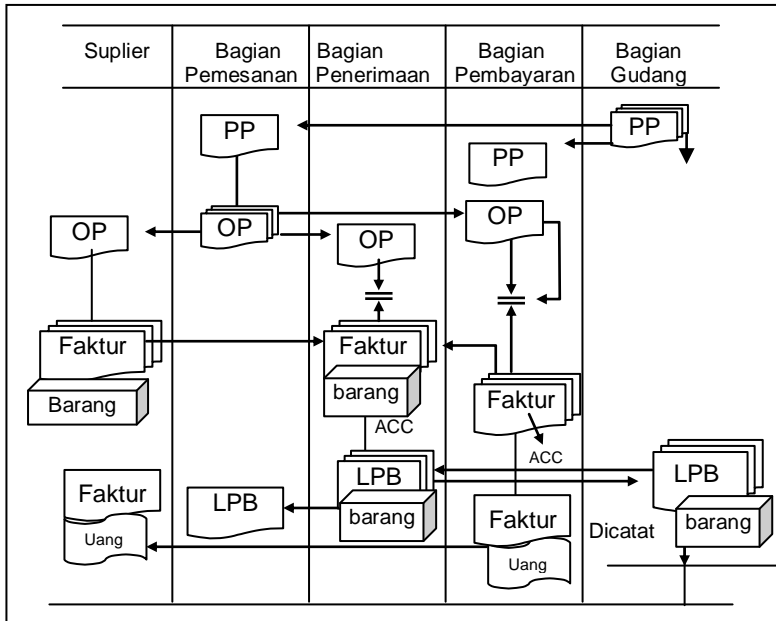 Suplier
Bagian
Pemesanan
Bagian
Penerimaan
Bagian
Pembayaran
Bagian
Gudang
PP
PP
PP
OP
OP
OP
OP
Faktur
Barang
Faktur
barang
ACC
Faktur
ACC
Faktur
Uang
LPB
LPB
barang
Faktur
Uang
LPB
barang
Dicatat